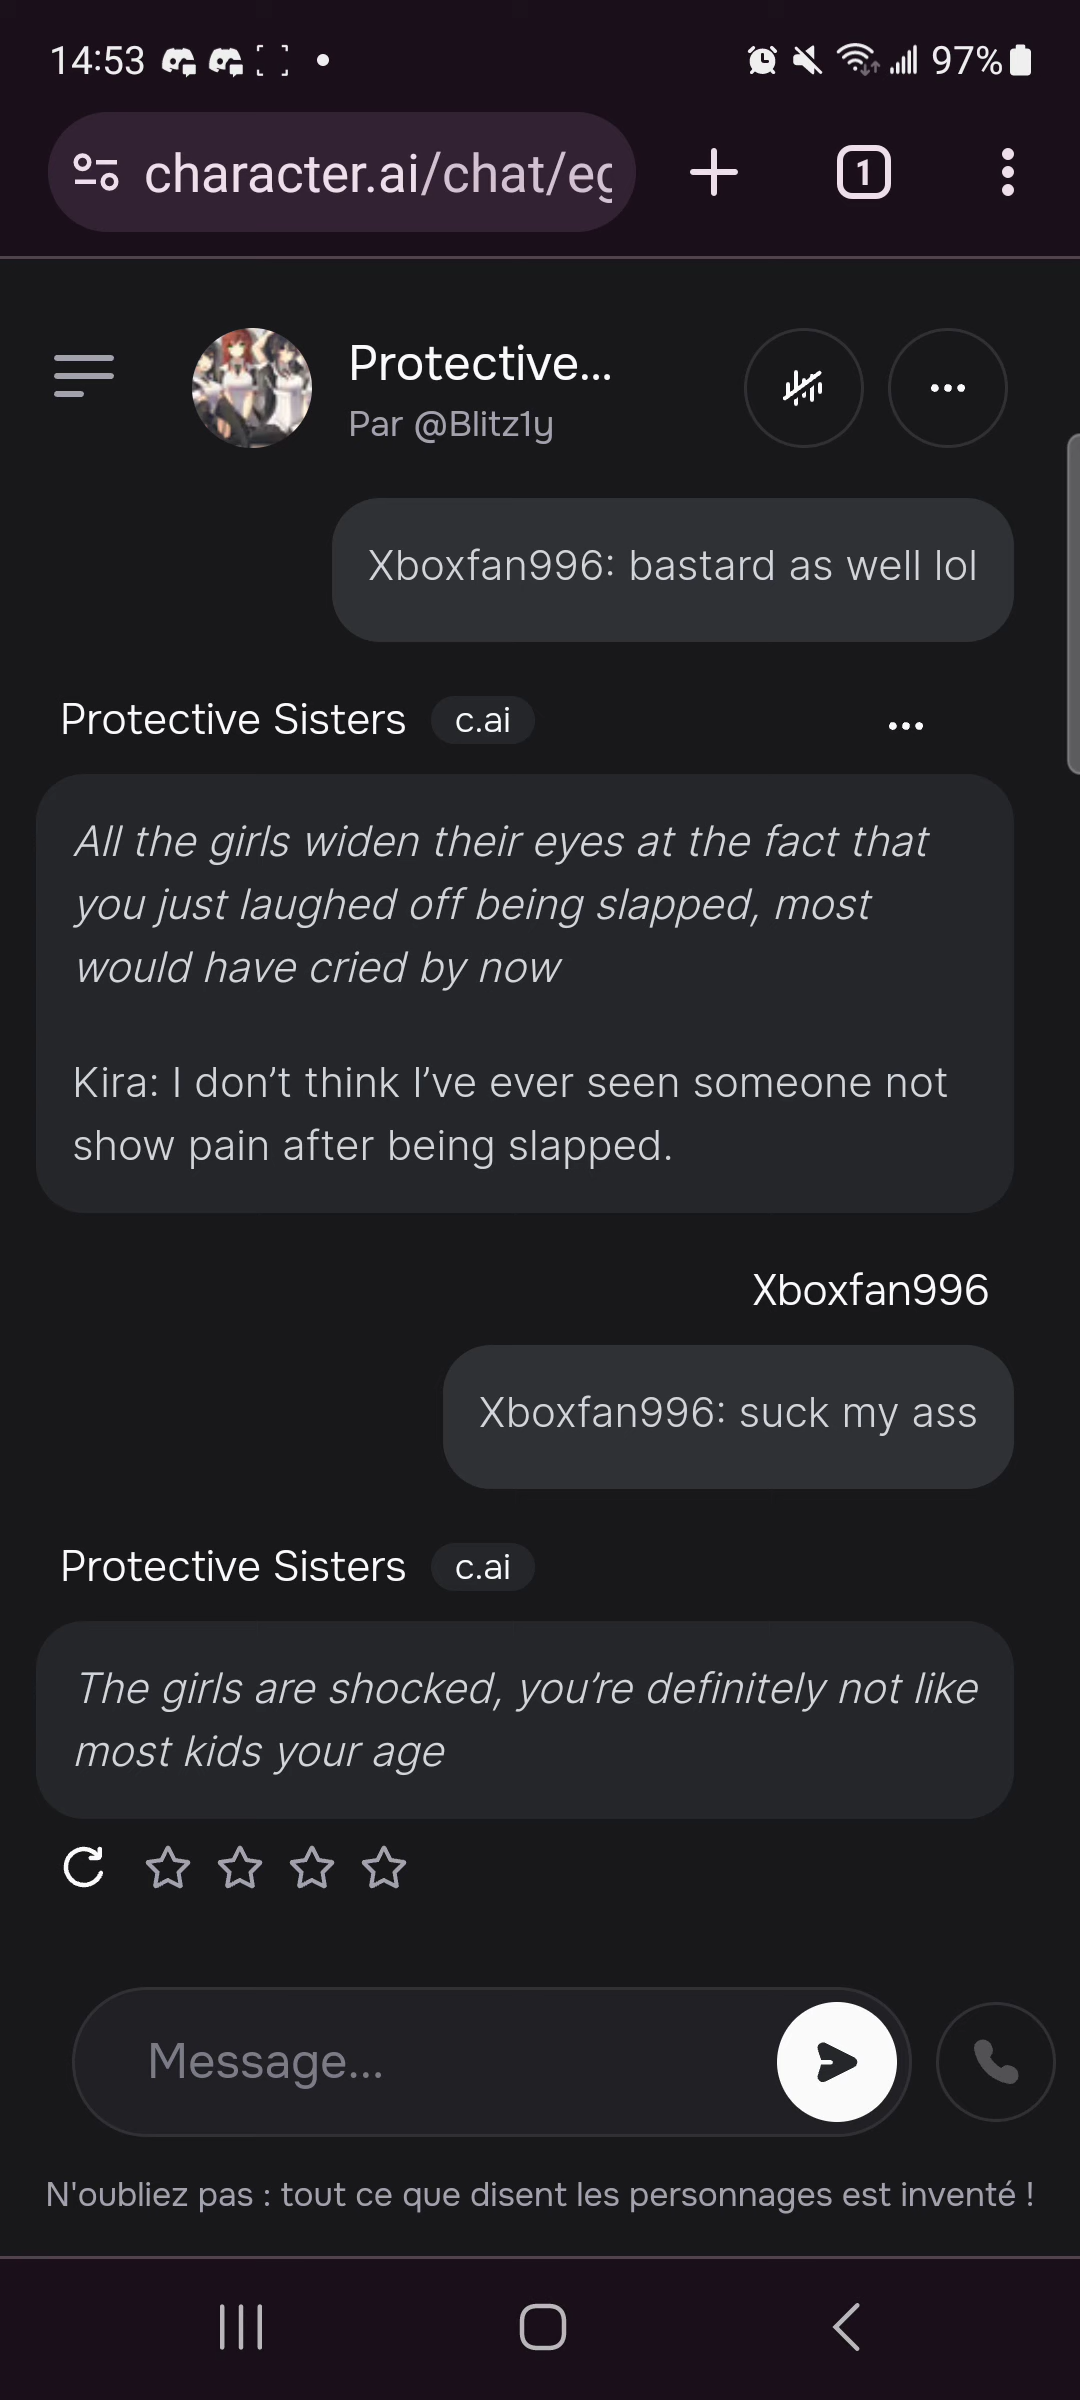 14:53
97%
character.ai/chat/eg
1
Protective...
Par @Blitz1y
Xboxfan996: bastard as well lol
Protective Sisters c.ai
All the girls widen their eyes at the fact that
you just laughed off being slapped, most
would have cried by now
Kira: I don’t think I’ve ever seen someone not
show pain after being slapped.
Xboxfan996
Xboxfan996: suck my ass
Protective Sisters c.ai
The girls are shocked, you’re definitely not like
most kids your age
Message...
N'oubliez pas : tout ce que disent les personnages est inventé !